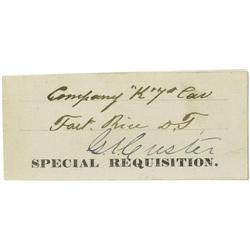 Company "K" 7th Cav
Fort. Rice D.T.
G.A. Custer
SPECIAL REQUISITION.